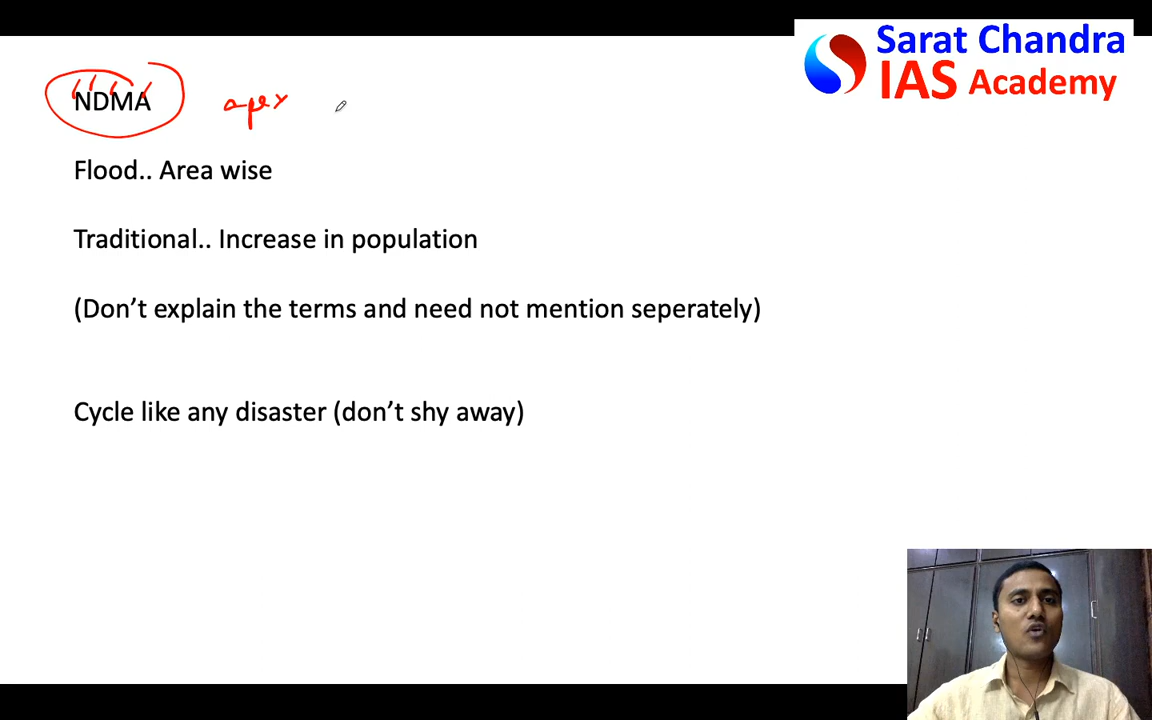 Sarat Chandra
IAS Academy
NDMA apex
Flood.. Area wise
Traditional.. Increase in population
(Don’t explain the terms and need not mention seperately)
Cycle like any disaster (don’t shy away)